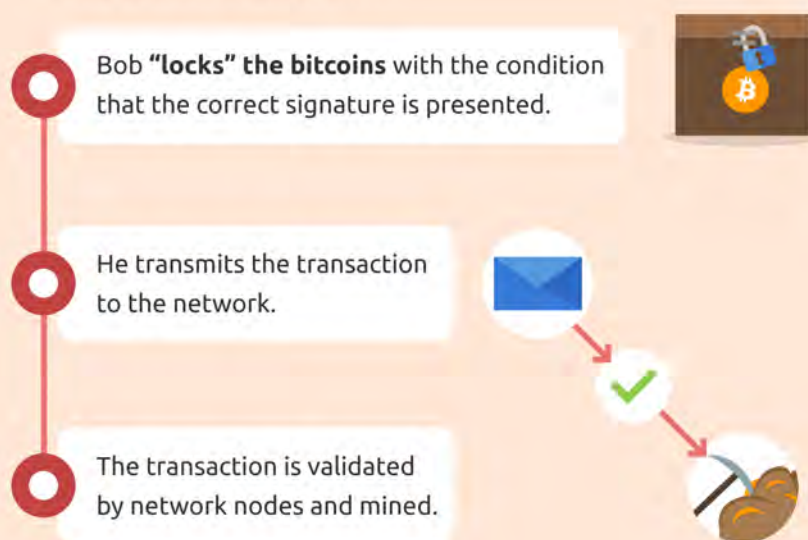 Bob “locks” the bitcoins with the condition
that the correct signature is presented.
He transmits the transaction
to the network.
The transaction is validated
by network nodes and mined.